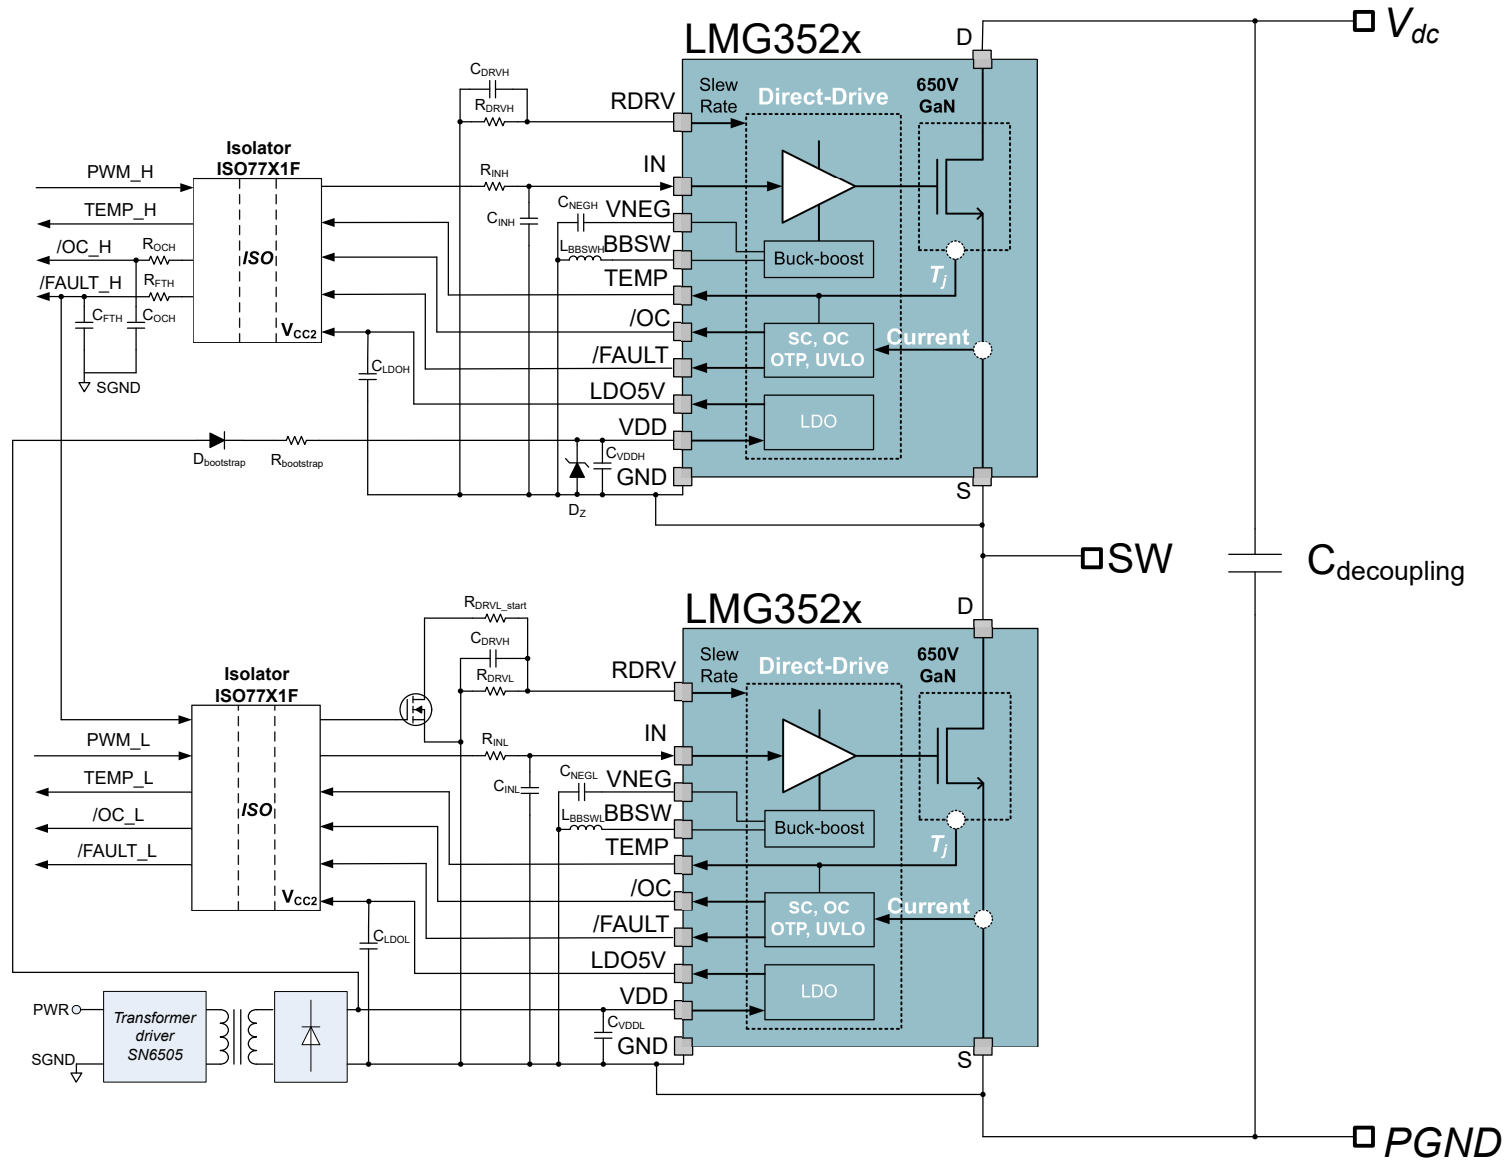 LMG352x
D
Vdc
CDRVH
RDRVH
RDRV
Slew
Rate
Direct-Drive
650V
GaN
Isolator
ISO77X1F
PWM_H
TEMP_H
/OC_H
ROCH
/FAULT_H
RFTH
CFTH
COCH
SGND
ISO
VCC2
RINH
IN
CINH
CNEGH
VNEG
LBBSWH
BBSW
Buck-boost
TEMP
Tj
/OC
SC, OC
OTP, UVLO
Current
/FAULT
CLDOH
LDO5V
LDO
VDD
Dbootstrap
Rbootstrap
CVDDH
GND
DZ
S
SW
Cdecoupling
LMG352x
D
RDRVL_start
CDRVH
RDRVL
RDRV
Slew
Rate
Direct-Drive
650V
GaN
Isolator
ISO77X1F
PWM_L
TEMP_L
/OC_L
/FAULT_L
ISO
VCC2
RINL
IN
CINL
CNEGL
VNEG
LBBSWL
BBSW
Buck-boost
TEMP
Tj
/OC
SC, OC
OTP, UVLO
Current
/FAULT
CLDOL
LDO5V
LDO
VDD
PWR
Transformer
driver
SN6505
SGND
CVDDL
GND
S
PGND